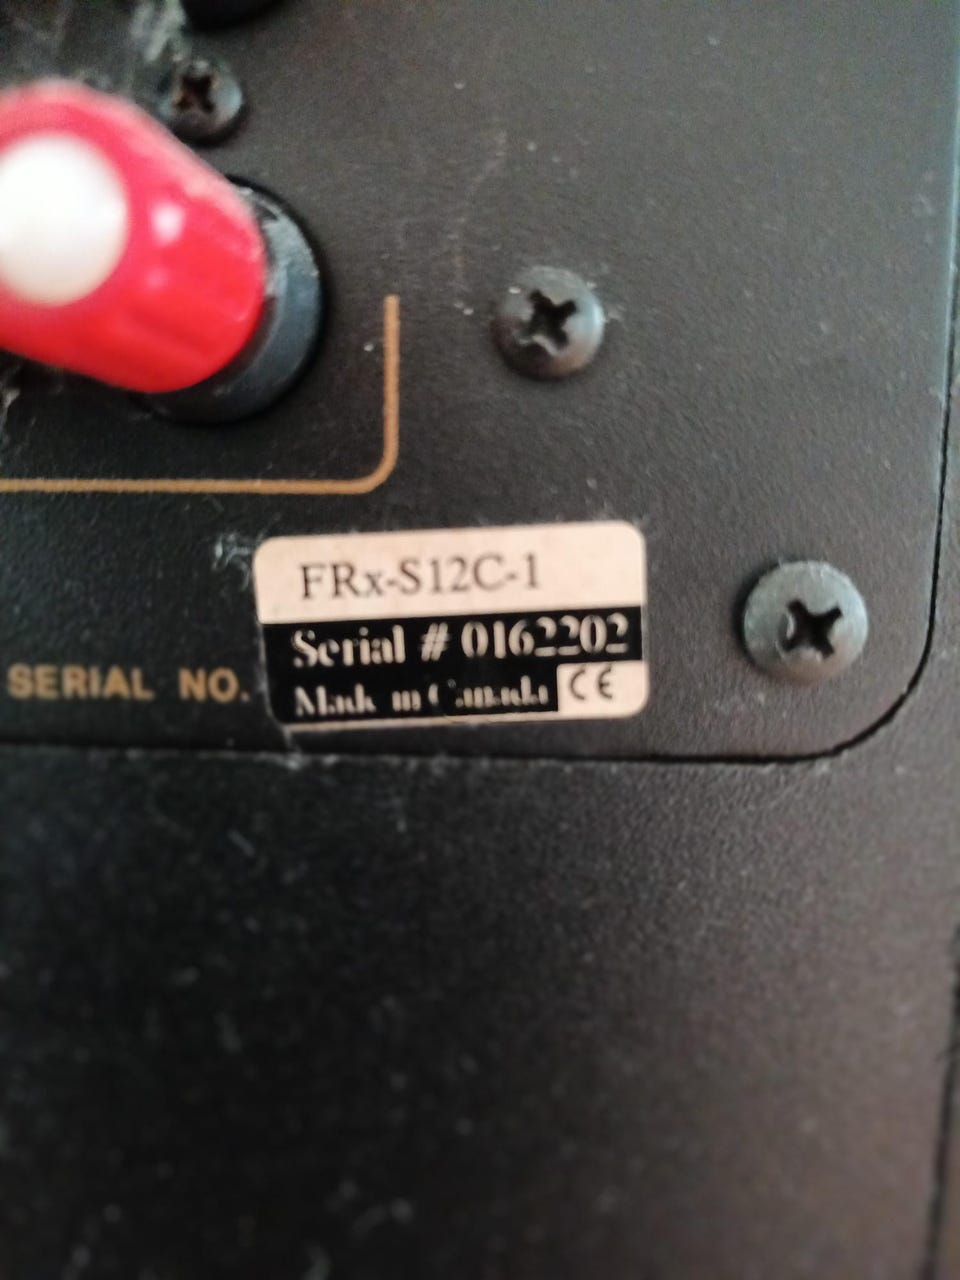 FRx-S12C-1
Serial # 0162202
SERIAL NO.
Made in Canada CE